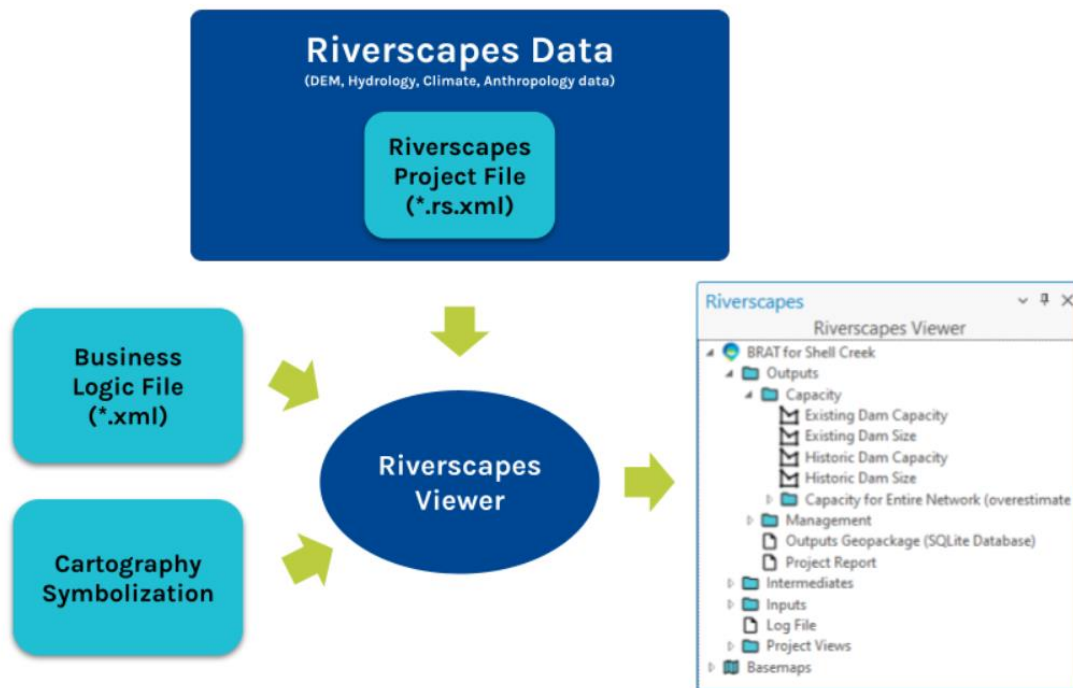 Riverscapes Data
(DEM, Hydrology, Climate, Anthropology data)
Riverscapes
Project File
(*.rs.xml)
Business
Logic File
(*.xml)
Cartography
Symbolization
Riverscapes
Viewer
Riverscapes
Riverscapes Viewer
BRAT for Shell Creek
Outputs
Capacity
Existing Dam Capacity
Existing Dam Size
Historic Dam Capacity
Historic Dam Size
Capacity for Entire Network (overestimate
Management
Outputs Geopackage (SQLite Database)
Project Report
Intermediates
Inputs
Log File
Project Views
Basemaps